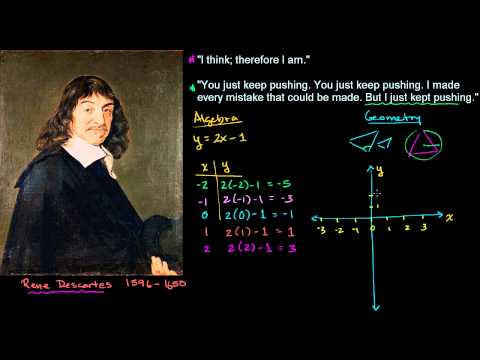 "I think; therefore I am."
"You just keep pushing. You just keep pushing. I made
every mistake that could be made. But I just kept pushing."
Algebra
Geometry
y = 2x - 1
x y
-2 2(-2)-1 = -5
-1 2(-1)-1 = -3
0 2(0)-1 = -1
1 2(1)-1 = 1
2 2(2)-1 = 3
y
1
x
-3 -2 -1 0 1 2 3
Rene Descartes 1596-1650